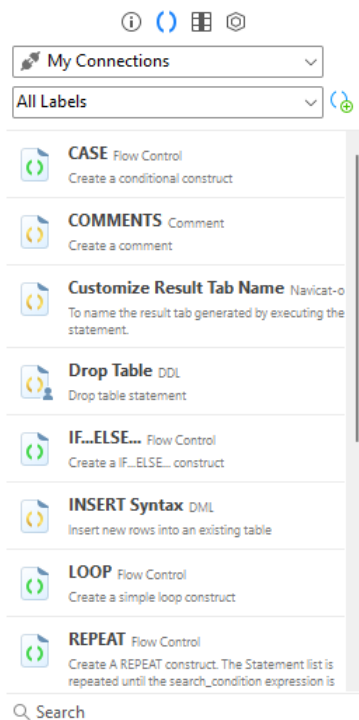 My Connections
All Labels
CASE Flow Control
Create a conditional construct
COMMENTS Comment
Create a comment
Customize Result Tab Name Navicat-o
To name the result tab generated by executing the
statement.
Drop Table DDL
Drop table statement
IF...ELSE... Flow Control
Create a IF...ELSE... construct
INSERT Syntax DML
Insert new rows into an existing table
LOOP Flow Control
Create a simple loop construct
REPEAT Flow Control
Create A REPEAT construct. The Statement list is
repeated until the search_condition expression is
Search